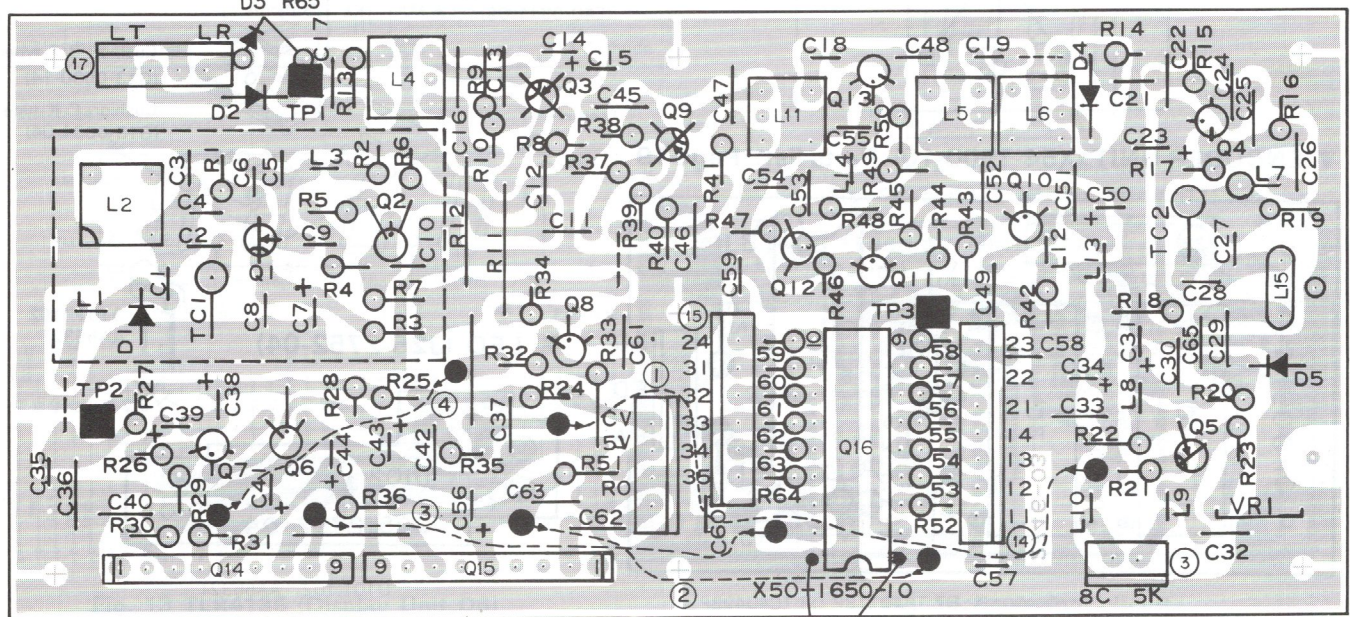 D3 R65
LT LR C17 C14 C18 C48 C19 D4 R14 C22 R15
17 R13 L4 R9 C13 Q3 C15 C24 C25 R16
D2 TP1 C45 C47 L11 Q13 L5 L6 C21
C16 R10 R8 R38 Q9 C55 R50 C23 Q4 C26
L2 C3 R1 C6 C5 L3 R2 R6 C12 R37 R41 C54 C53 L14 R49 C52 Q10 C51 R17 L7
C4 R5 Q2 R12 R11 C11 R39 R47 R48 R45 R44 R43 C50 TC2 R19
C2 Q1 C9 C10 R40 C46 Q12 Q11 L12 L13 C27
L1 C1 R4 R34 C59 R46 C49 R42 C28 L15
D1 TC1 C8 C7 R7 R3 Q8 R33 C61 15 TP3 R18 C31 C65 C29
24 10 9 23 C58
59 58
R32 31 22 C34 C30 D5
TP2 R27 C38 R28 R25 4 R24 1 32 60 57 21 L8 R20
C39 C37 CV 33 61 56 14 C33 Q5
5V 34 62 Q16 55 13 R22
C35 C36 R26 Q7 Q6 C44 C43 C42 R35 R51 35 63 54 12 R23
R29 R36 C56 C63 R0 R64 53 11 L10 L9 VR1
C40 3 C62 C60 R52 14
R30 R31 C32
1 Q14 9 9 Q15 1 C57 3
2 X50-1650-10 8C 5K